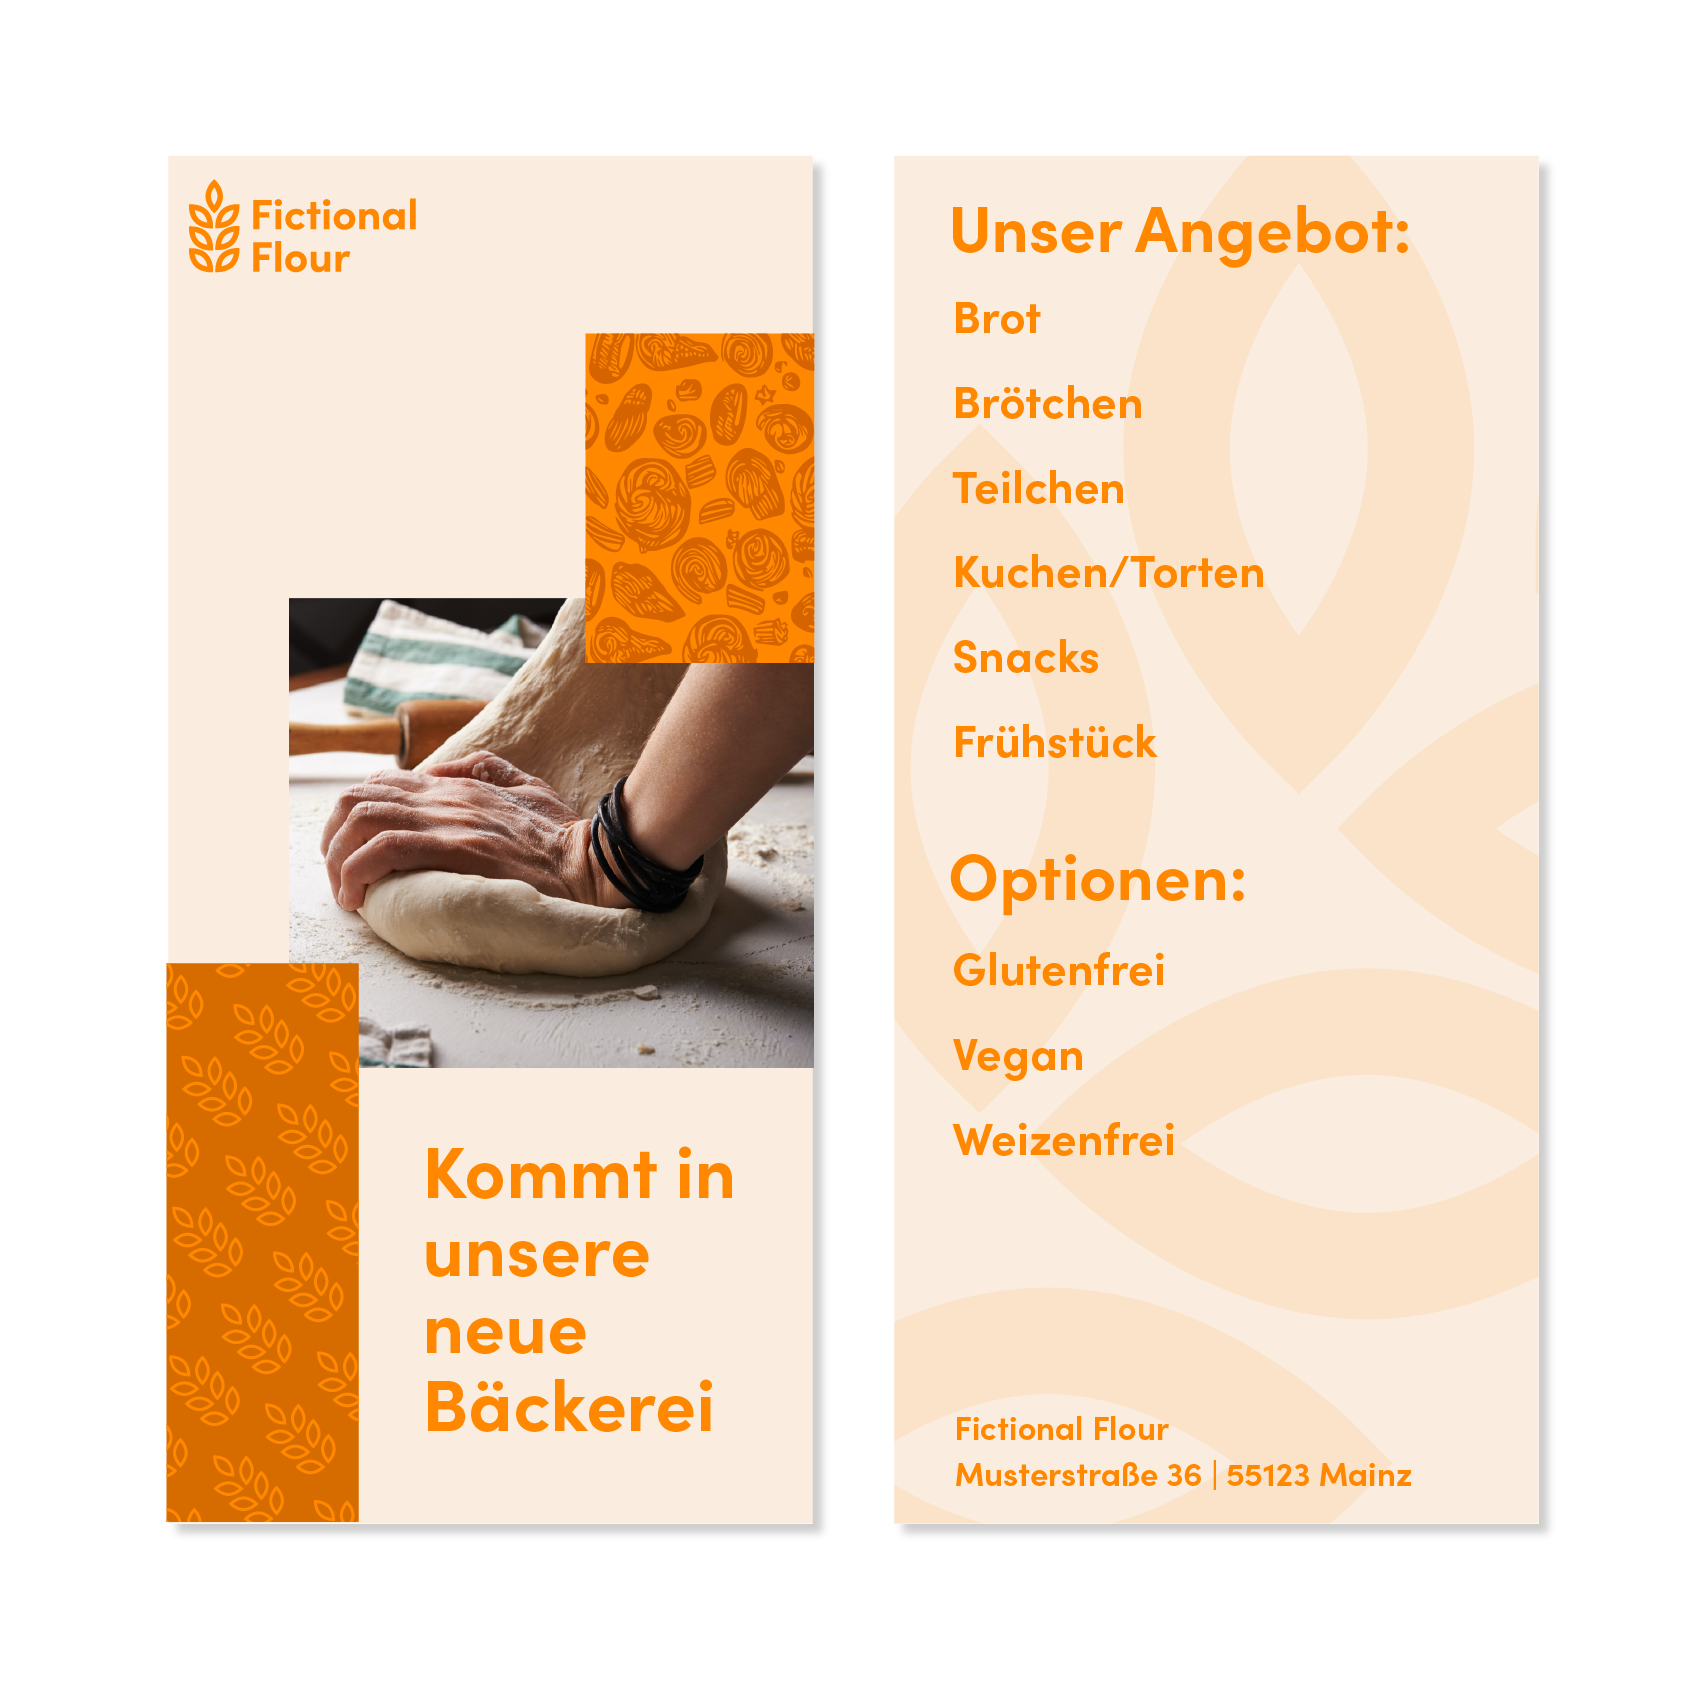 Fictional
Flour
Kommt in
unsere
neue
Bäckerei
Unser Angebot:
Brot
Brötchen
Teilchen
Kuchen/Torten
Snacks
Frühstück
Optionen:
Glutenfrei
Vegan
Weizenfrei
Fictional Flour
Musterstraße 36 | 55123 Mainz